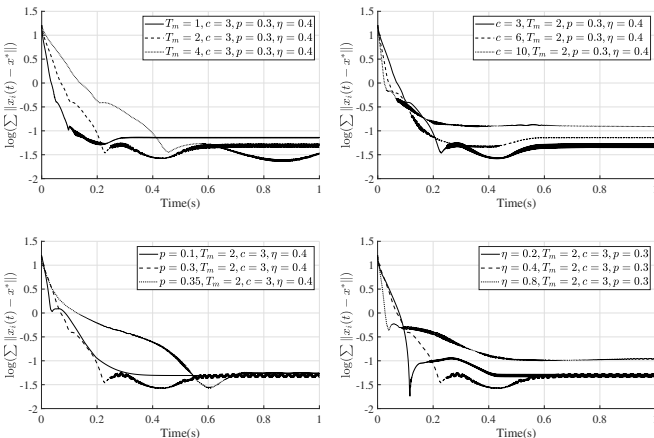 1.5
1
0.5
0
-0.5
-1
-1.5
-2
log(∑ ||x_i(t) − x*||)
0 0.2 0.4 0.6 0.8 1
Time(s)
T_m = 1, c = 3, p = 0.3, η = 0.4
T_m = 2, c = 3, p = 0.3, η = 0.4
T_m = 4, c = 3, p = 0.3, η = 0.4
1.5
1
0.5
0
-0.5
-1
-1.5
-2
log(∑ ||x_i(t) − x*||)
0 0.2 0.4 0.6 0.8 1
Time(s)
c = 3, T_m = 2, p = 0.3, η = 0.4
c = 6, T_m = 2, p = 0.3, η = 0.4
c = 10, T_m = 2, p = 0.3, η = 0.4
1.5
1
0.5
0
-0.5
-1
-1.5
-2
log(∑ ||x_i(t) − x*||)
0 0.2 0.4 0.6 0.8 1
Time(s)
p = 0.1, T_m = 2, c = 3, η = 0.4
p = 0.3, T_m = 2, c = 3, η = 0.4
p = 0.35, T_m = 2, c = 3, η = 0.4
1.5
1
0.5
0
-0.5
-1
-1.5
-2
log(∑ ||x_i(t) − x*||)
0 0.2 0.4 0.6 0.8 1
Time(s)
η = 0.2, T_m = 2, c = 3, p = 0.3
η = 0.4, T_m = 2, c = 3, p = 0.3
η = 0.8, T_m = 2, c = 3, p = 0.3